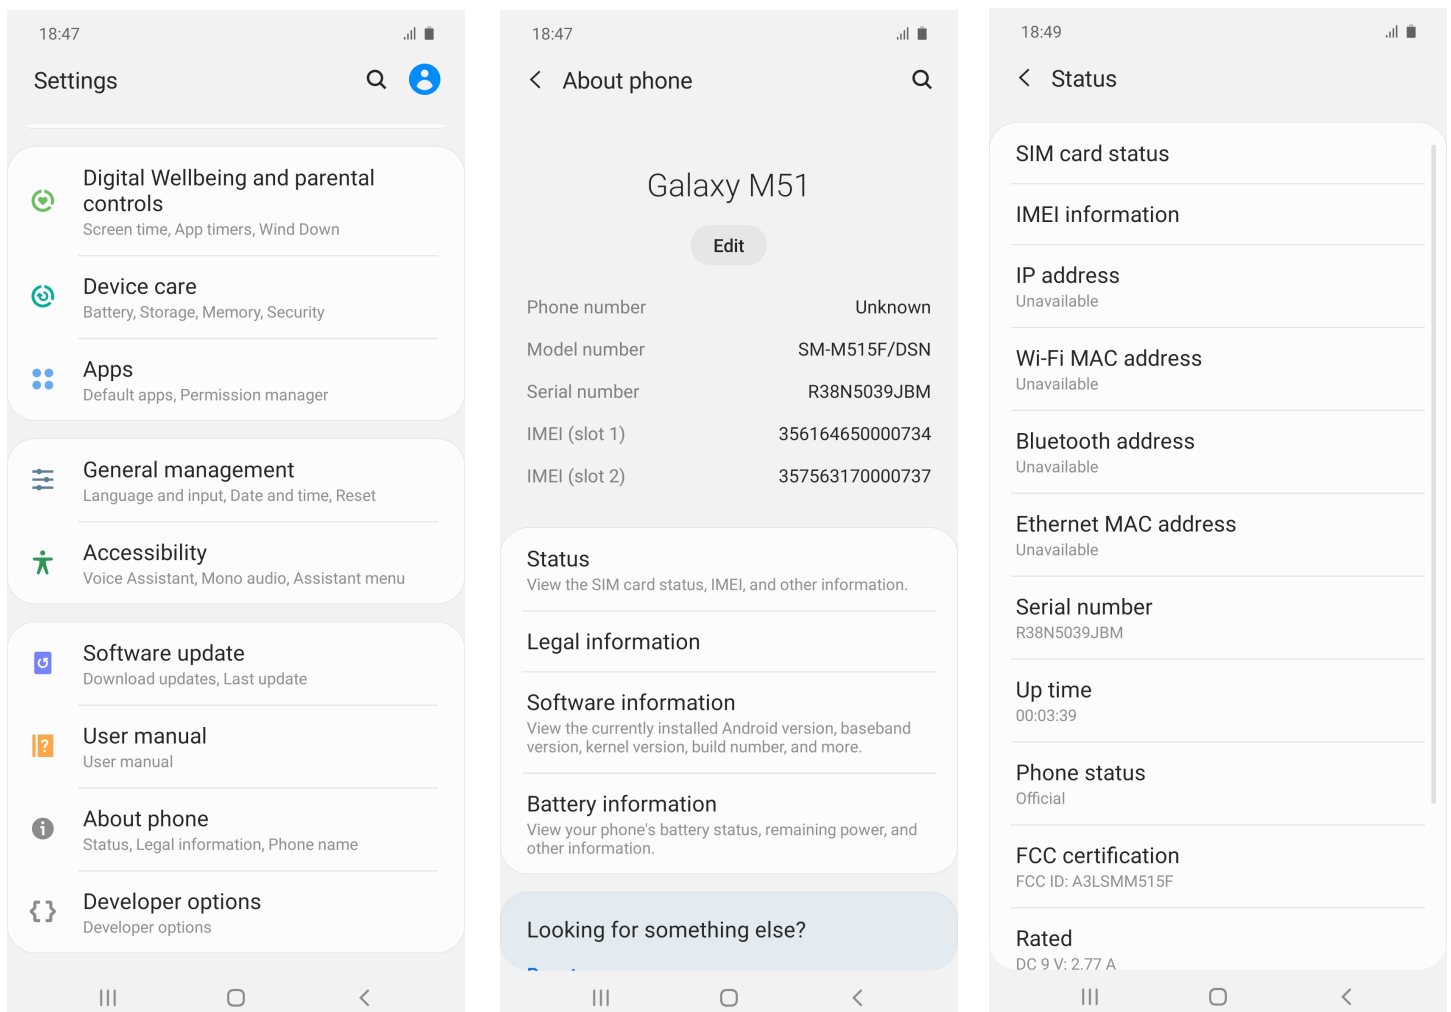 18:47
Settings
Digital Wellbeing and parental
controls
Screen time, App timers, Wind Down
Device care
Battery, Storage, Memory, Security
Apps
Default apps, Permission manager
General management
Language and input, Date and time, Reset
Accessibility
Voice Assistant, Mono audio, Assistant menu
Software update
Download updates, Last update
User manual
User manual
About phone
Status, Legal information, Phone name
Developer options
Developer options
18:47
About phone
Galaxy M51
Edit
Phone number Unknown
Model number SM-M515F/DSN
Serial number R38N5039JBM
IMEI (slot 1) 356164650000734
IMEI (slot 2) 357563170000737
Status
View the SIM card status, IMEI, and other information.
Legal information
Software information
View the currently installed Android version, baseband
version, kernel version, build number, and more.
Battery information
View your phone's battery status, remaining power, and
other information.
Looking for something else?
18:49
Status
SIM card status
IMEI information
IP address
Unavailable
Wi-Fi MAC address
Unavailable
Bluetooth address
Unavailable
Ethernet MAC address
Unavailable
Serial number
R38N5039JBM
Up time
00:03:39
Phone status
Official
FCC certification
FCC ID: A3LSMM515F
Rated
DC 9 V: 2.77 A